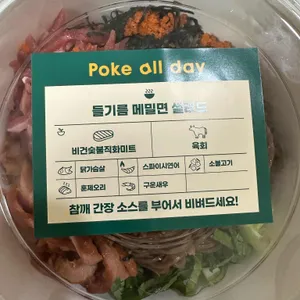 Poke all day
들기름 메밀면 샐러드
비건숯불직화미트 육회
닭가슴살 스파이시연어 소불고기
훈제오리 구운새우
참깨 간장 소스를 부어서 비벼드세요!